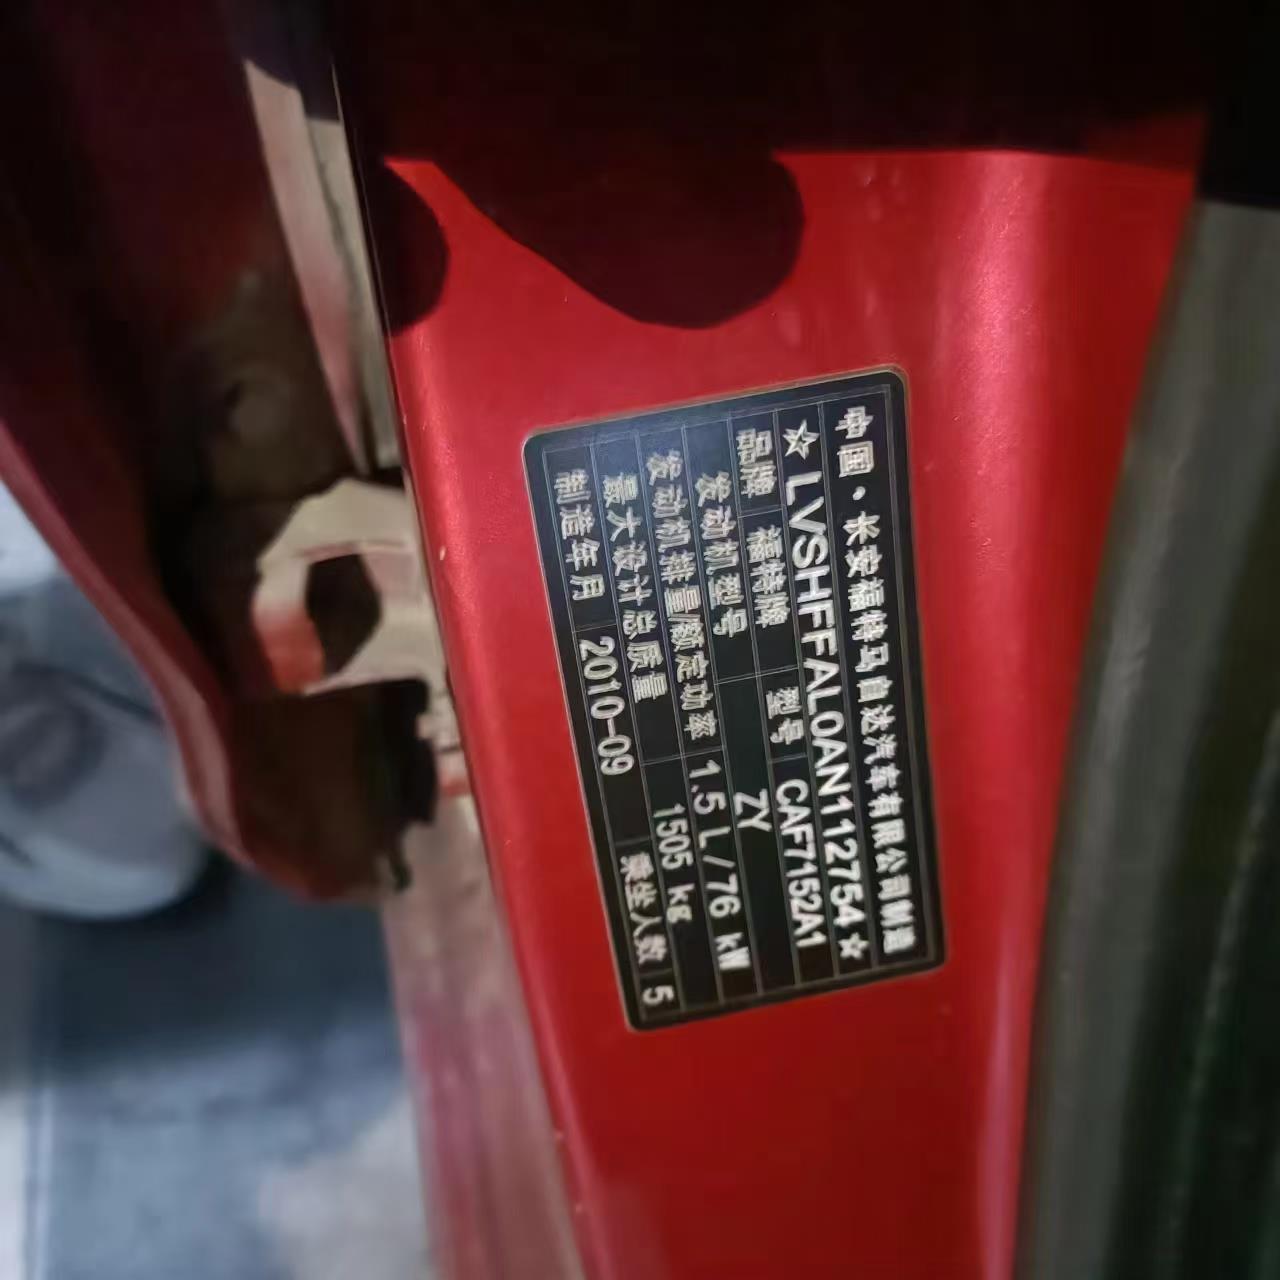 中国·长安福特马自达汽车有限公司制造
☆LVSHFFAL0AN112754☆
品牌 福特牌 型号 CAF7152A1
发动机型号 ZY
发动机排量/额定功率 1.5 L/76 kW
最大设计总质量 1505 kg
制造年月 2010-09 乘坐人数 5